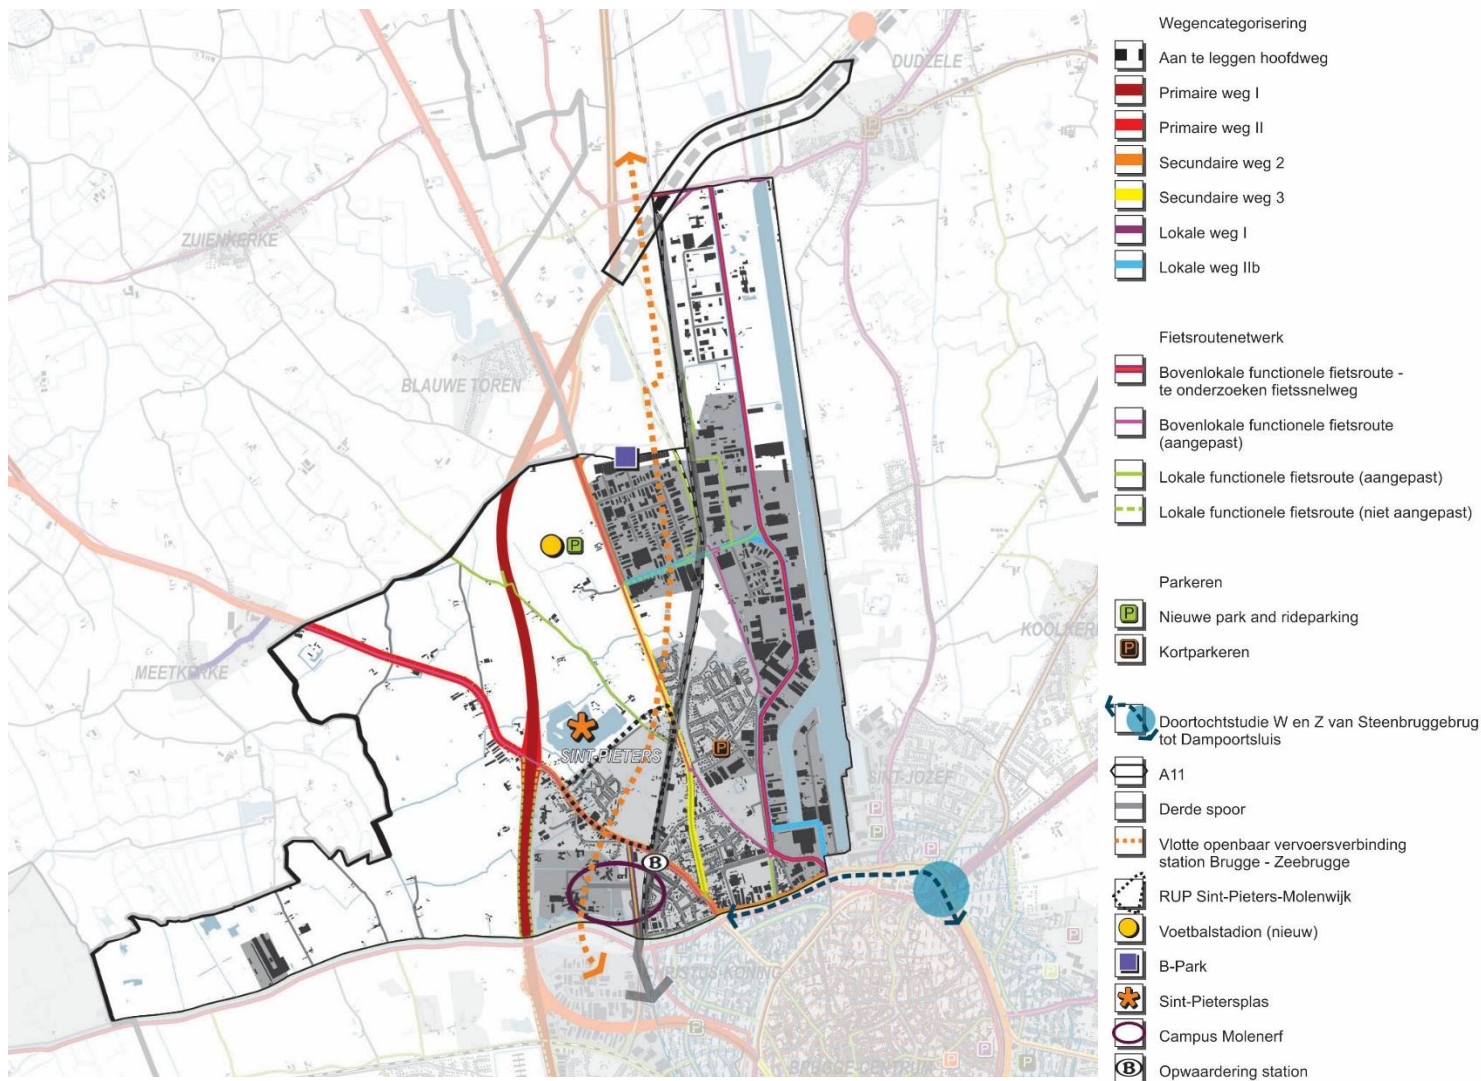 DUDZELE
ZUIENKERKE
BLAUWE TOREN
P
KOOLKER
MEETKERKE
P
SINT-PIETERS
P
SINT-JOZEF
B
P
P
P
P
P
P
P
KONING
BRUGGE CENTRUM
Wegencategorisering
Aan te leggen hoofdweg
Primaire weg I
Primaire weg II
Secundaire weg 2
Secundaire weg 3
Lokale weg I
Lokale weg IIb
Fietsroutenetwerk
Bovenlokale functionele fietsroute -
te onderzoeken fietssnelweg
Bovenlokale functionele fietsroute
(aangepast)
Lokale functionele fietsroute (aangepast)
Lokale functionele fietsroute (niet aangepast)
Parkeren
P Nieuwe park and rideparking
P Kortparkeren
Doortochtstudie W en Z van Steenbruggebrug
tot Dampoortsluis
A11
Derde spoor
Vlotte openbaar vervoersverbinding
station Brugge - Zeebrugge
RUP Sint-Pieters-Molenwijk
Voetbalstadion (nieuw)
B-Park
Sint-Pietersplas
Campus Molenerf
B Opwaardering station